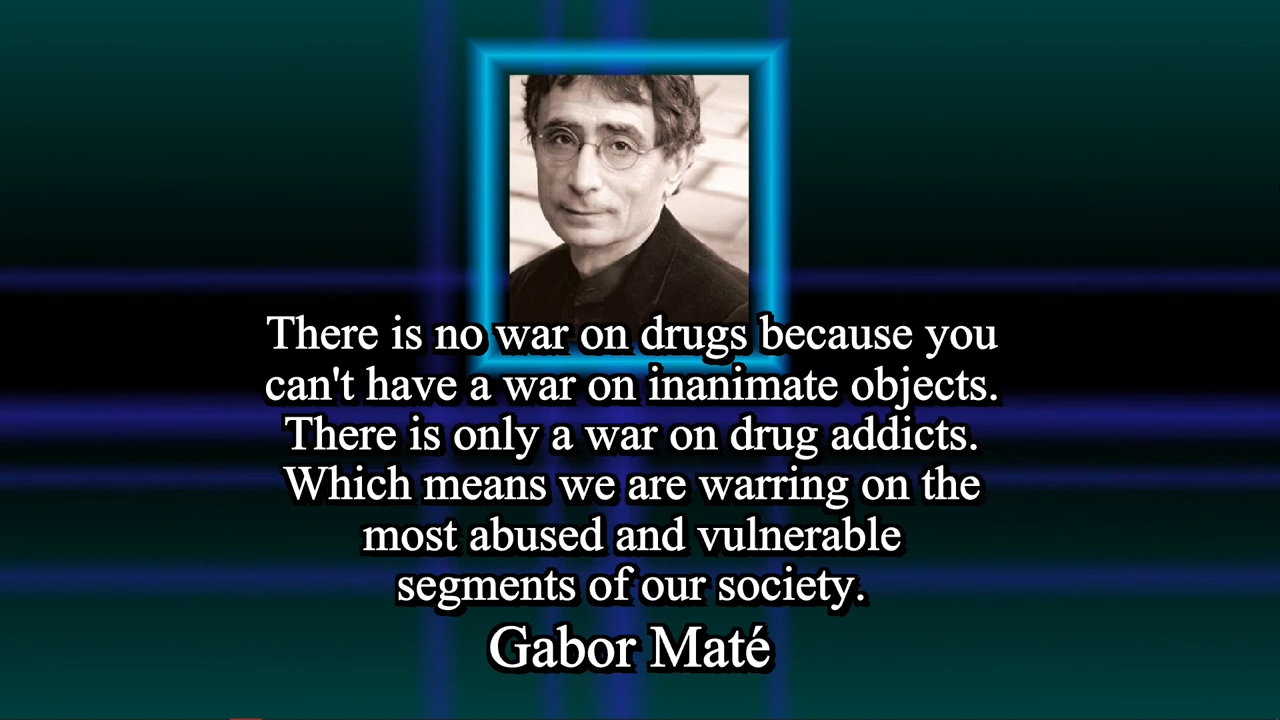 There is no war on drugs because you
can't have a war on inanimate objects.
There is only a war on drug addicts.
Which means we are warring on the
most abused and vulnerable
segments of our society.
Gabor Maté